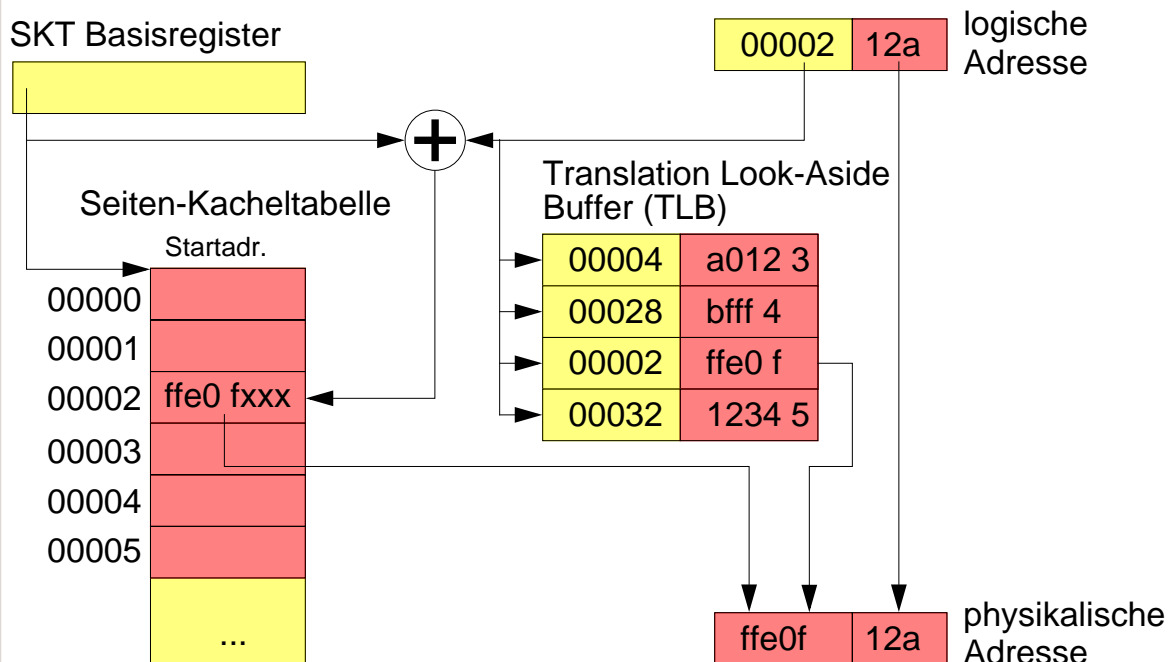 SKT Basisregister
00002 12a
logische
Adresse
+
Translation Look-Aside
Buffer (TLB)
Seiten-Kacheltabelle
Startadr.
00004 a012 3
00028 bfff 4
00002 ffe0 f
00032 1234 5
00000
00001
00002 ffe0 fxxx
00003
00004
00005
...
ffe0f 12a
physikalische
Adresse